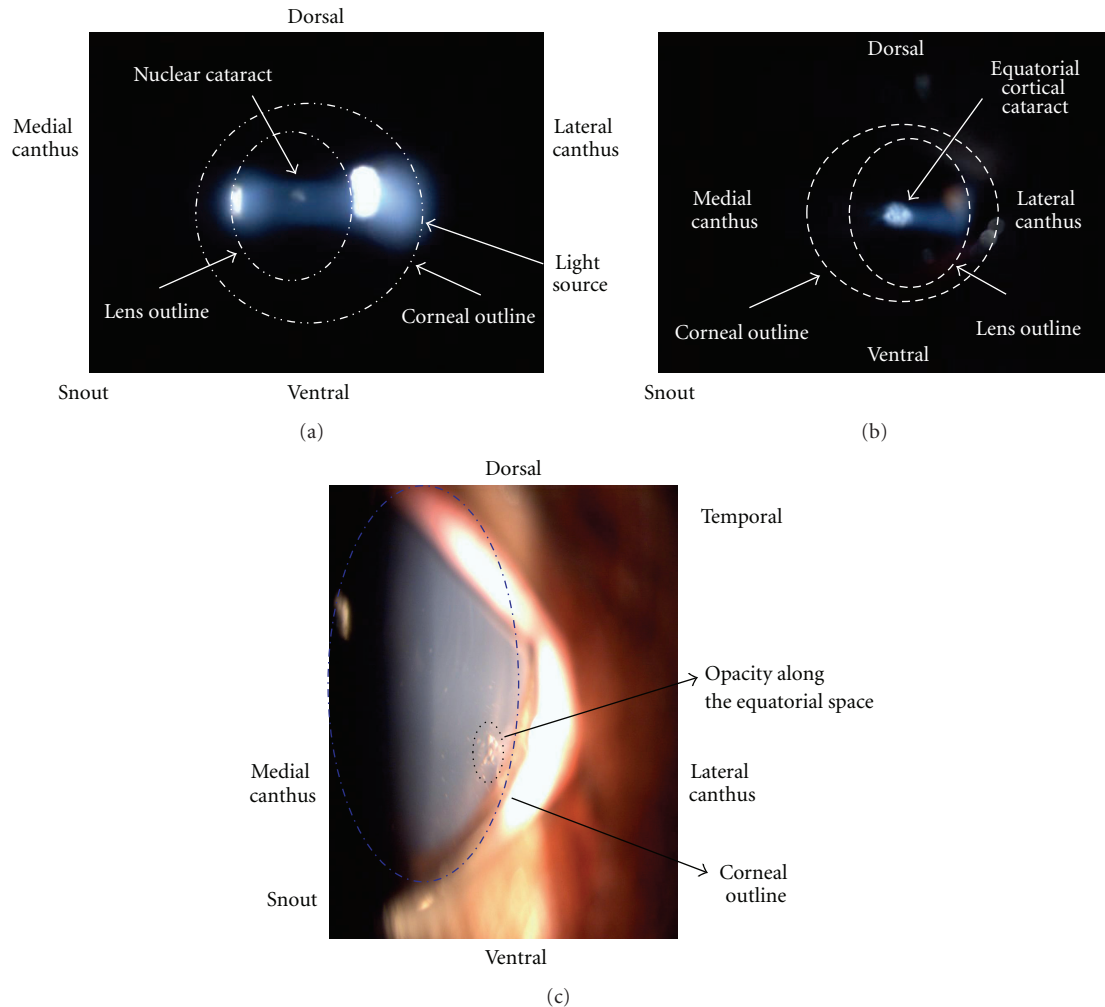 Dorsal
Nuclear cataract
Medial
canthus
Lateral
canthus
Light
source
Lens outline
Corneal outline
Snout
Ventral
(a)
Dorsal
Equatorial
cortical
cataract
Medial
canthus
Lateral
canthus
Corneal outline
Lens outline
Ventral
Snout
(b)
Dorsal
Temporal
Opacity along
the equatorial space
Medial
canthus
Lateral
canthus
Corneal
outline
Snout
Ventral
(c)